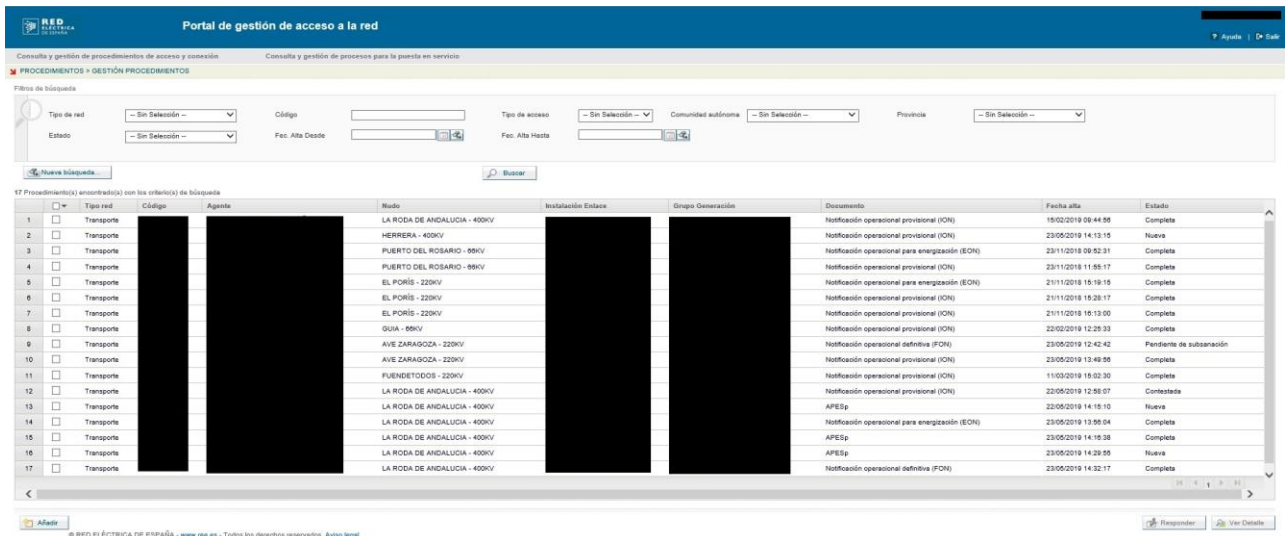 RED
ELÉCTRICA
DE ESPAÑA
Portal de gestión de acceso a la red
? Ayuda | Salir
Consulta y gestión de procedimientos de acceso y conexión Consulta y gestión de procesos para la puesta en servicio
PROCEDIMIENTOS > GESTIÓN PROCEDIMIENTOS
Filtros de búsqueda
Tipo de red -- Sin Selección -- Código Tipo de acceso -- Sin Selección -- Comunidad autónoma -- Sin Selección -- Provincia -- Sin Selección --
Estado -- Sin Selección -- Fec. Alta Desde Fec. Alta Hasta
Nueva búsqueda... Buscar
17 Procedimiento(s) encontrado(s) con los criterio(s) de búsqueda
Tipo red Código Agente Nudo Instalación Enlace Grupo Generación Documento Fecha alta Estado
1 Transporte LA RODA DE ANDALUCIA - 400KV Notificación operacional provisional (ION) 15/02/2019 09:44:56 Completa
2 Transporte HERRERA - 400KV Notificación operacional provisional (ION) 23/05/2019 14:13:15 Nueva
3 Transporte PUERTO DEL ROSARIO - 66KV Notificación operacional para energización (EON) 23/11/2018 09:52:31 Completa
4 Transporte PUERTO DEL ROSARIO - 66KV Notificación operacional provisional (ION) 23/11/2018 11:55:17 Completa
5 Transporte EL PORÍS - 220KV Notificación operacional para energización (EON) 21/11/2018 15:19:15 Completa
6 Transporte EL PORÍS - 220KV Notificación operacional provisional (ION) 21/11/2018 15:28:17 Completa
7 Transporte EL PORÍS - 220KV Notificación operacional provisional (ION) 21/11/2018 16:13:00 Completa
8 Transporte GUIA - 66KV Notificación operacional provisional (ION) 22/02/2019 12:25:33 Completa
9 Transporte AVE ZARAGOZA - 220KV Notificación operacional definitiva (FON) 23/05/2019 12:42:42 Pendiente de subsanación
10 Transporte AVE ZARAGOZA - 220KV Notificación operacional provisional (ION) 23/05/2019 13:49:56 Completa
11 Transporte FUENDETODOS - 220KV Notificación operacional provisional (ION) 11/03/2019 15:02:30 Completa
12 Transporte LA RODA DE ANDALUCIA - 400KV Notificación operacional provisional (ION) 22/05/2019 12:58:07 Contestada
13 Transporte LA RODA DE ANDALUCIA - 400KV APESp 22/05/2019 14:15:10 Nueva
14 Transporte LA RODA DE ANDALUCIA - 400KV Notificación operacional para energización (EON) 23/05/2019 13:56:04 Completa
15 Transporte LA RODA DE ANDALUCIA - 400KV APESp 23/05/2019 14:16:38 Completa
16 Transporte LA RODA DE ANDALUCIA - 400KV APESp 23/05/2019 14:29:55 Nueva
17 Transporte LA RODA DE ANDALUCIA - 400KV Notificación operacional definitiva (FON) 23/05/2019 14:32:17 Completa
1
Añadir Responder Ver Detalle
© RED ELÉCTRICA DE ESPAÑA - www.ree.es - Todos los derechos reservados. Aviso legal